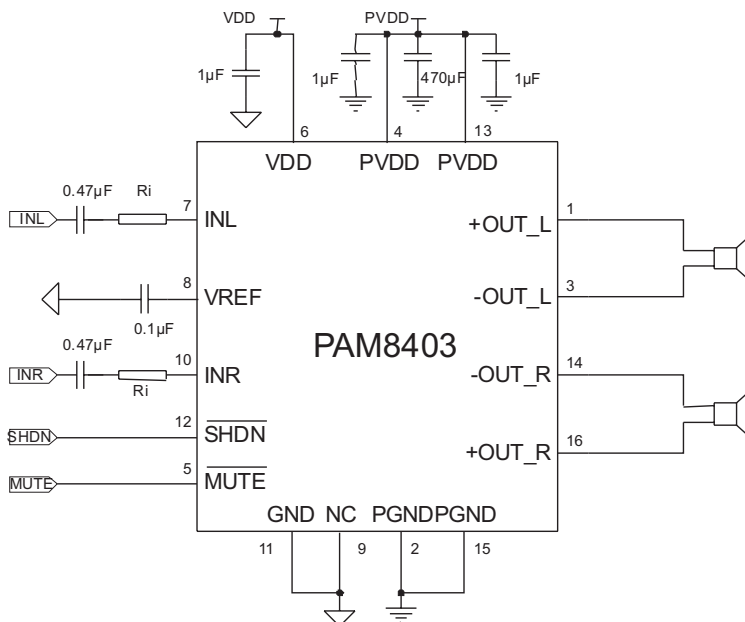 VDD
PVDD
1µF
1µF
470µF
1µF
6
4
13
VDD
PVDD
PVDD
0.47µF
Ri
INL
7
INL
+OUT_L
1
8
VREF
0.1µF
-OUT_L
3
PAM8403
0.47µF
INR
Ri
10
INR
-OUT_R
14
SHDN
12
SHDN
+OUT_R
16
MUTE
5
MUTE
GND
NC
PGND
PGND
11
9
2
15